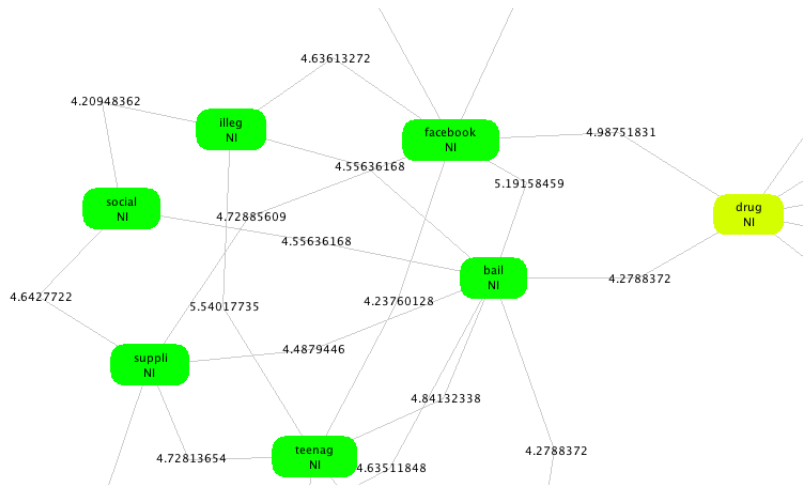 4.63613272
4.20948362
illeg
NI
facebook
NI
4.98751831
4.55636168
5.19158459
social
NI
4.72885609
drug
NI
4.55636168
bail
NI
4.2788372
4.6427722
5.54017735
4.23760128
4.4879446
suppli
NI
4.84132338
teenag
NI
4.72813654
4.63511848
4.2788372